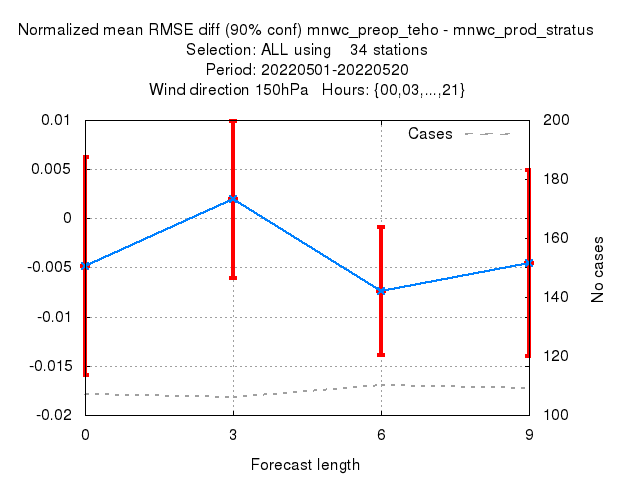 Normalized mean RMSE diff (90% conf) mnwc_preop_teho - mnwc_prod_stratus
Selection: ALL using    34 stations
Period: 20220501-20220520
Wind direction 150hPa   Hours: {00,03,...,21}
Cases
0.01
0.005
0
-0.005
-0.01
-0.015
-0.02
200
180
160
140
120
100
No cases
0
3
6
9
Forecast length